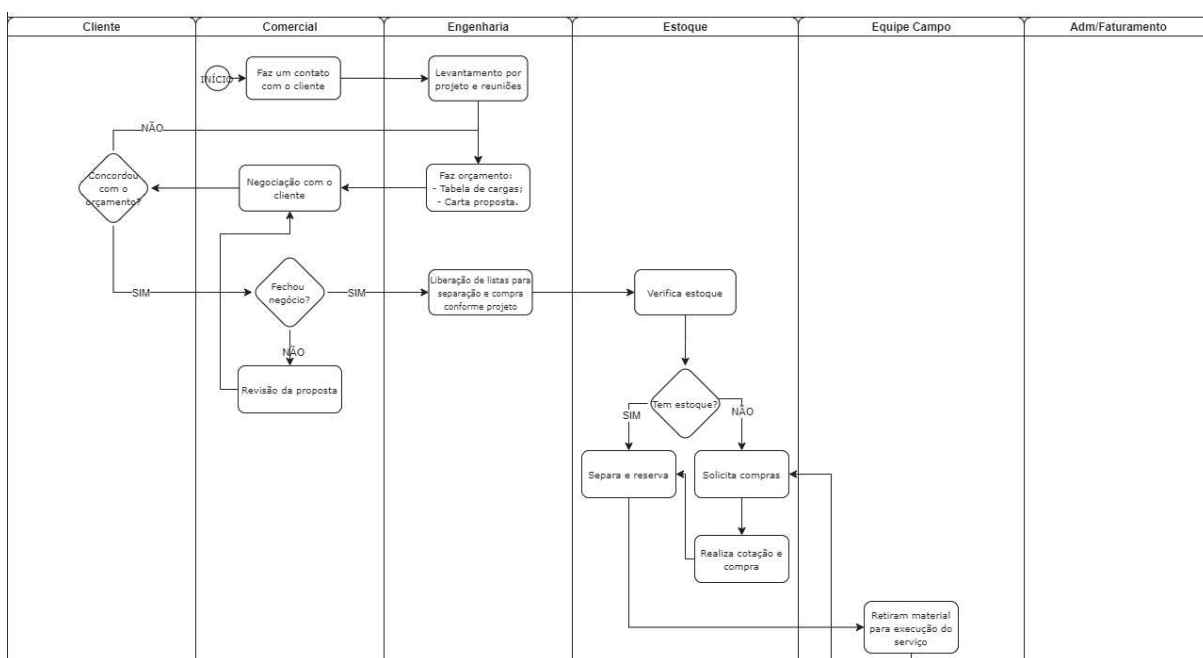 Cliente
Comercial
Engenharia
Estoque
Equipe Campo
Adm/Faturamento
INÍCIO
Faz um contato
com o cliente
Levantamento por
projeto e reuniões
NÃO
Concordou
com o
orçamento?
Negociação com o
cliente
Faz orçamento:
- Tabela de cargas;
- Carta proposta.
SIM
Fechou
negócio?
SIM
Liberação de listas para
separação e compra
conforme projeto
Verifica estoque
NÃO
Revisão da proposta
Tem estoque?
SIM
NÃO
Separa e reserva
Solicita compras
Realiza cotação e
compra
Retiram material
para execução do
serviço